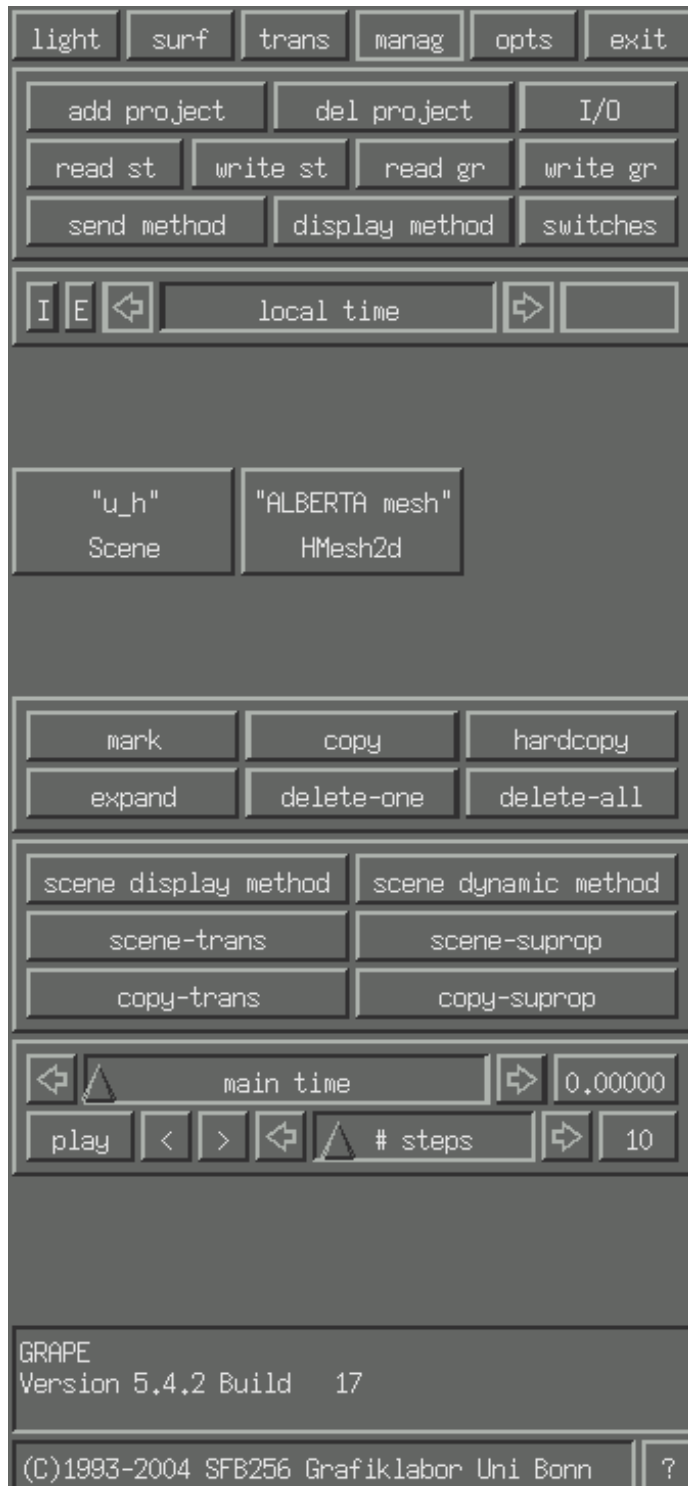 light surf trans manag opts exit
add project del project I/O
read st write st read gr write gr
send method display method switches
I E local time
"u_h" "ALBERTA mesh"
Scene HMesh2d
mark copy hardcopy
expand delete-one delete-all
scene display method scene dynamic method
scene-trans scene-suprop
copy-trans copy-suprop
main time 0.00000
play < > # steps 10
GRAPE
Version 5.4.2 Build 17
(C)1993-2004 SFB256 Grafiklabor Uni Bonn ?